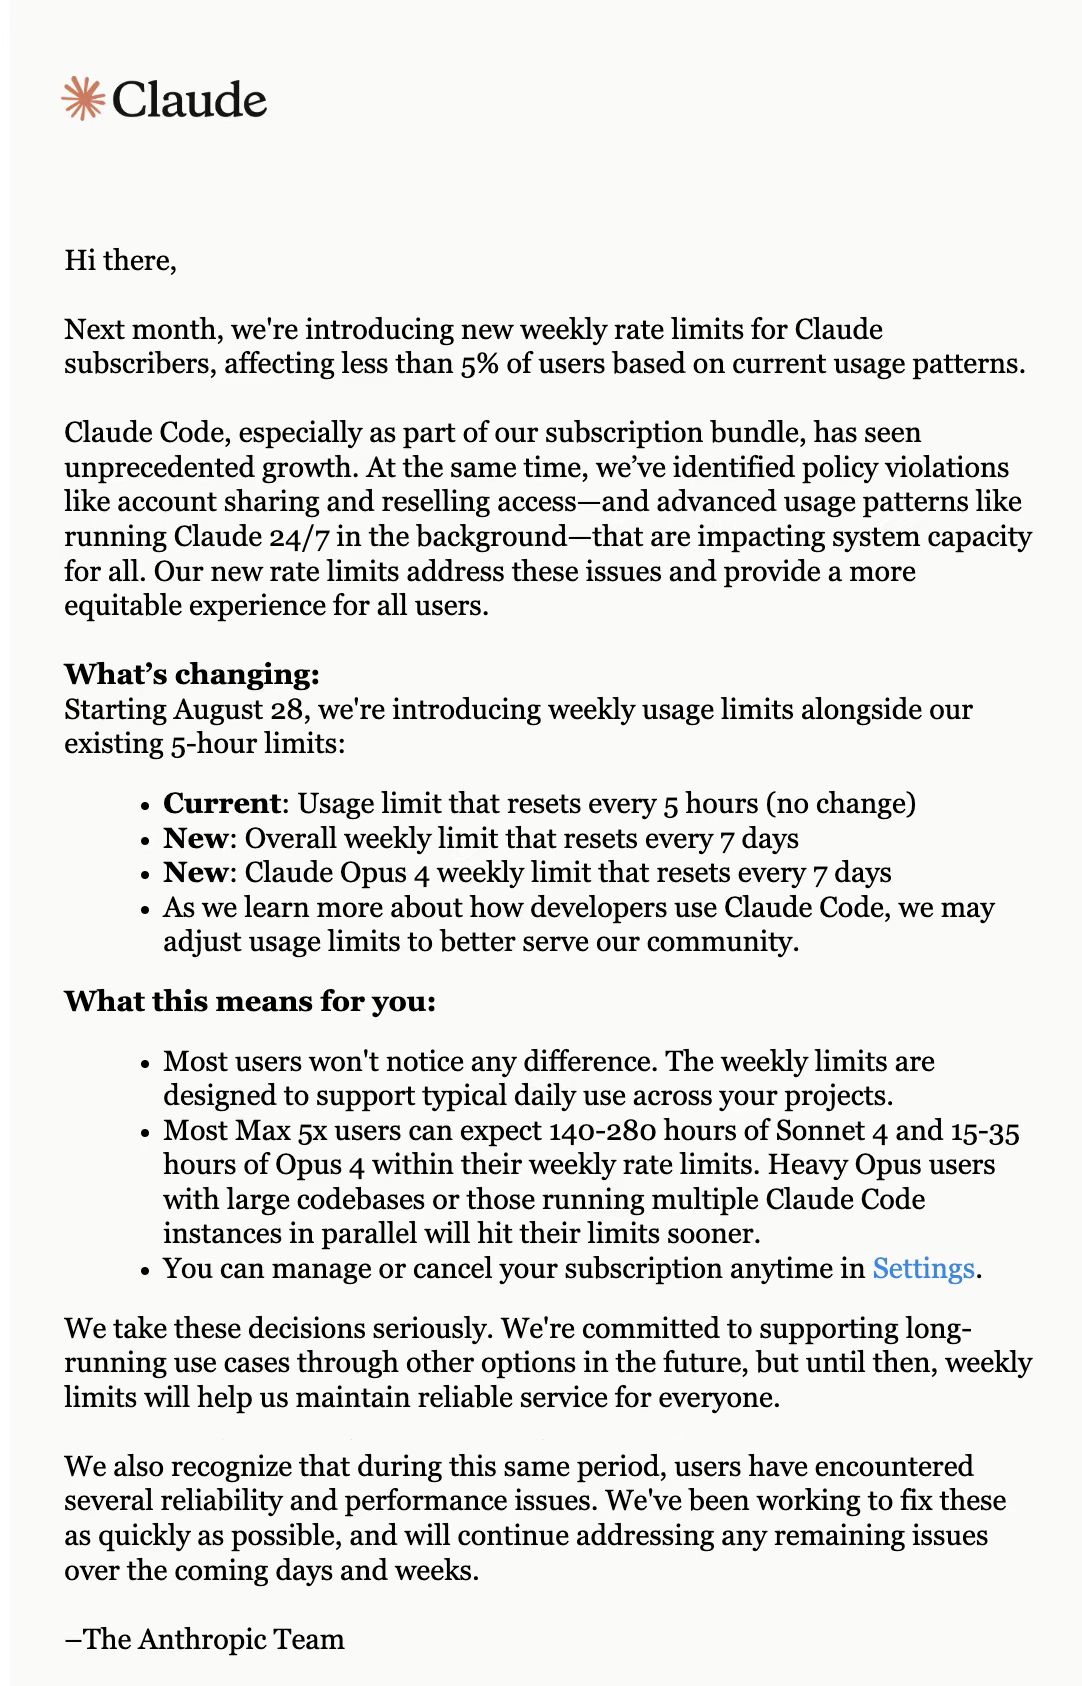 Claude
Hi there,
Next month, we're introducing new weekly rate limits for Claude
subscribers, affecting less than 5% of users based on current usage patterns.
Claude Code, especially as part of our subscription bundle, has seen
unprecedented growth. At the same time, we’ve identified policy violations
like account sharing and reselling access—and advanced usage patterns like
running Claude 24/7 in the background—that are impacting system capacity
for all. Our new rate limits address these issues and provide a more
equitable experience for all users.
What’s changing:
Starting August 28, we're introducing weekly usage limits alongside our
existing 5-hour limits:
• Current: Usage limit that resets every 5 hours (no change)
• New: Overall weekly limit that resets every 7 days
• New: Claude Opus 4 weekly limit that resets every 7 days
• As we learn more about how developers use Claude Code, we may
adjust usage limits to better serve our community.
What this means for you:
• Most users won't notice any difference. The weekly limits are
designed to support typical daily use across your projects.
• Most Max 5x users can expect 140-280 hours of Sonnet 4 and 15-35
hours of Opus 4 within their weekly rate limits. Heavy Opus users
with large codebases or those running multiple Claude Code
instances in parallel will hit their limits sooner.
• You can manage or cancel your subscription anytime in Settings.
We take these decisions seriously. We're committed to supporting long-
running use cases through other options in the future, but until then, weekly
limits will help us maintain reliable service for everyone.
We also recognize that during this same period, users have encountered
several reliability and performance issues. We've been working to fix these
as quickly as possible, and will continue addressing any remaining issues
over the coming days and weeks.
–The Anthropic Team